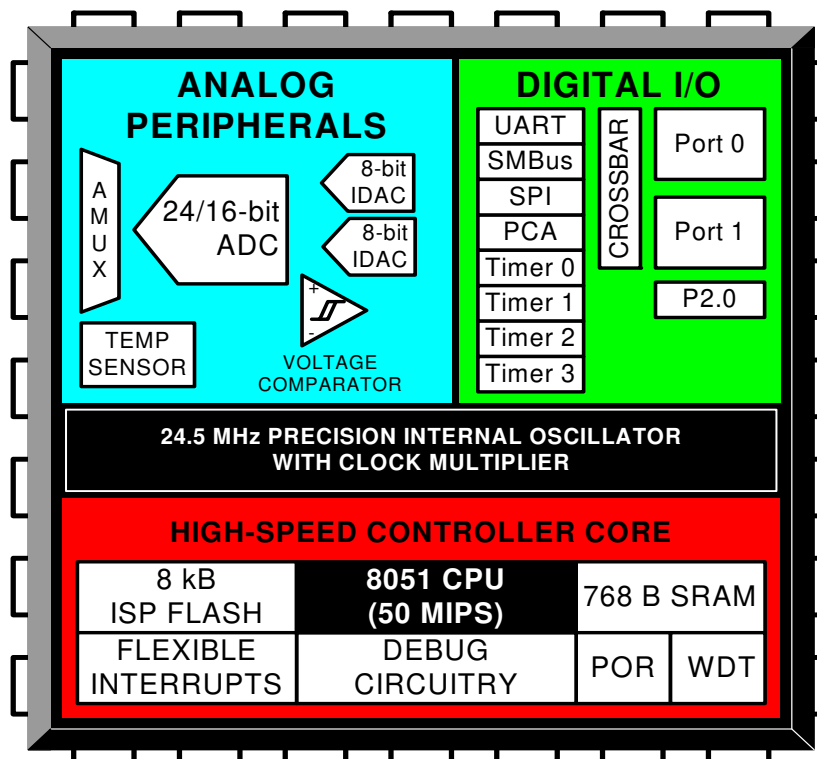 ANALOG
PERIPHERALS
A
M
U
X
24/16-bit
ADC
8-bit
IDAC
8-bit
IDAC
+
-
TEMP
SENSOR
VOLTAGE
COMPARATOR
DIGITAL I/O
UART
SMBus
SPI
PCA
Timer 0
Timer 1
Timer 2
Timer 3
CROSSBAR
Port 0
Port 1
P2.0
24.5 MHz PRECISION INTERNAL OSCILLATOR
WITH CLOCK MULTIPLIER
HIGH-SPEED CONTROLLER CORE
8 kB
ISP FLASH
8051 CPU
(50 MIPS)
768 B SRAM
FLEXIBLE
INTERRUPTS
DEBUG
CIRCUITRY
POR
WDT